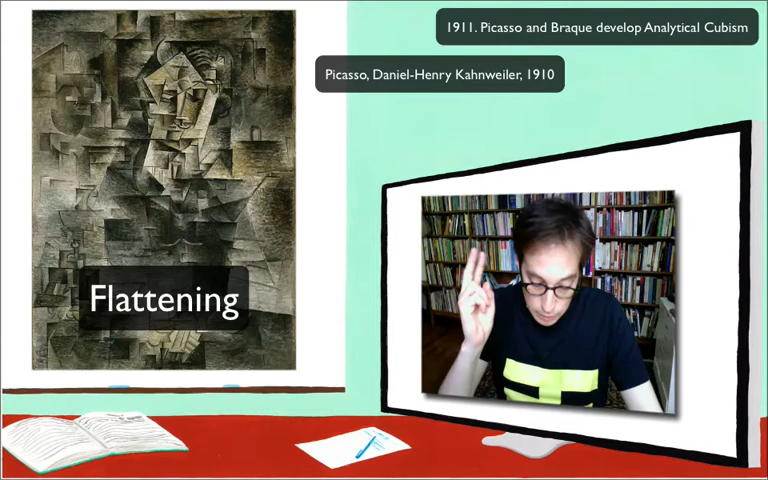 1911. Picasso and Braque develop Analytical Cubism
Picasso, Daniel-Henry Kahnweiler, 1910
Flattening